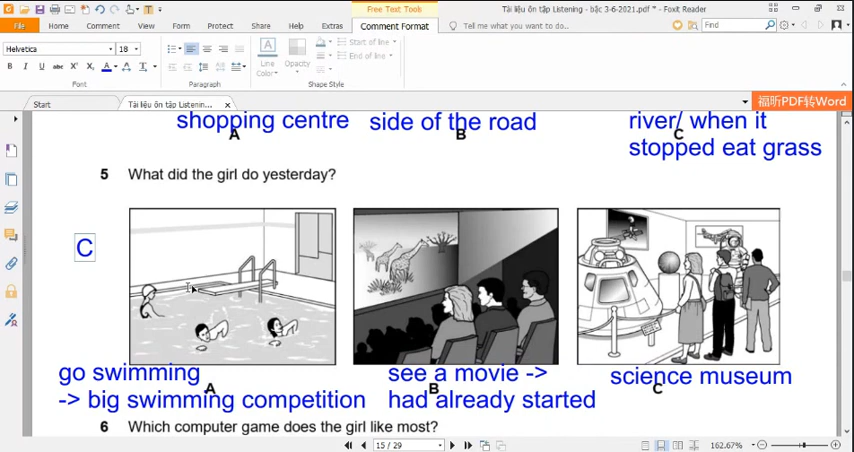 Free Text Tools
Tài liệu ôn tập Listening - bậc 3-6-2021.pdf * - Foxit Reader
File
Home
Comment
View
Form
Protect
Share
Help
Extras
Comment Format
Tell me what you want to do...
Find
Helvetica
18
Line
Color
Opacity
Start of line
End of line
Font
Paragraph
Shape Style
Start
Tài liệu ôn tập Listenin...
福昕PDF转Word
shopping centre
side of the road
river/ when it
stopped eat grass
A
B
C
5 What did the girl do yesterday?
C
go swimming
-> big swimming competition
see a movie ->
had already started
science museum
A
B
C
6 Which computer game does the girl like most?
15 / 29
162.67%